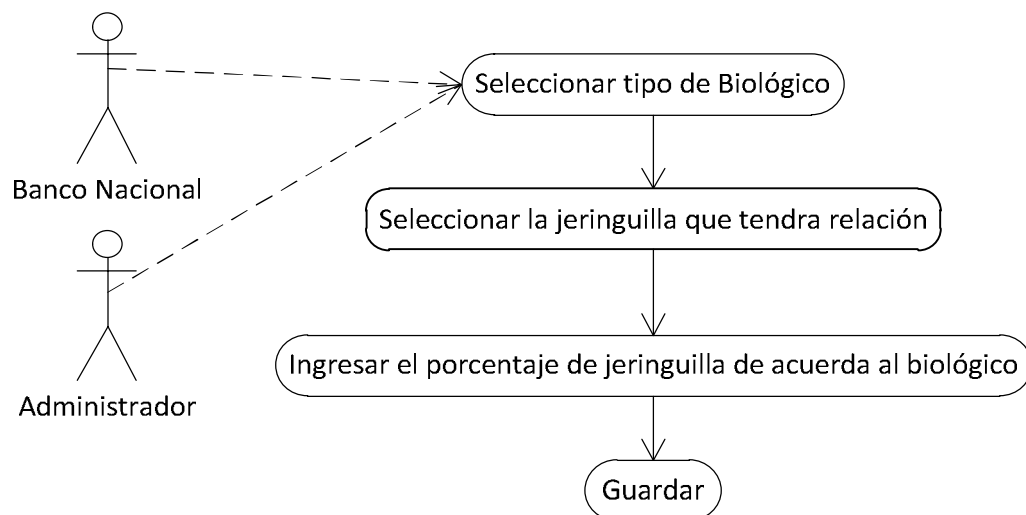 Seleccionar tipo de Biológico
Banco Nacional
Seleccionar la jeringuilla que tendra relación
Ingresar el porcentaje de jeringuilla de acuerda al biológico
Administrador
Guardar